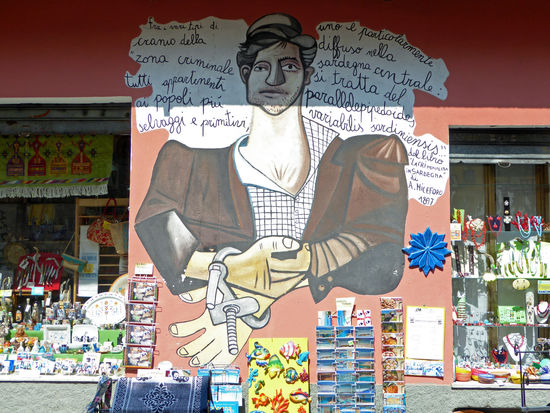 fra i vari tipi di
cranio della
zona criminale
tutti appartenenti
ai popoli più
selvaggi e primitivi
uno è particolarmente
diffuso nella
sardegna centrale:
si tratta del
parallelepipedoides
variabilis sardiniensis...
dal libro
"La delinquenza
in SARDEGNA"
di
A. NICEFORO
1897